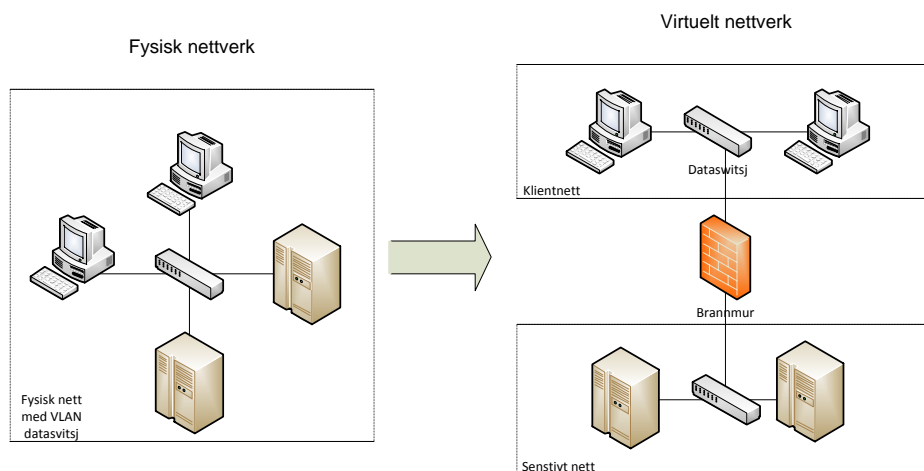 Fysisk nettverk
Virtuelt nettverk
Dataswitsj
Klientnett
Brannmur
Fysisk nett
med VLAN
datasvitsj
Senstivt nett